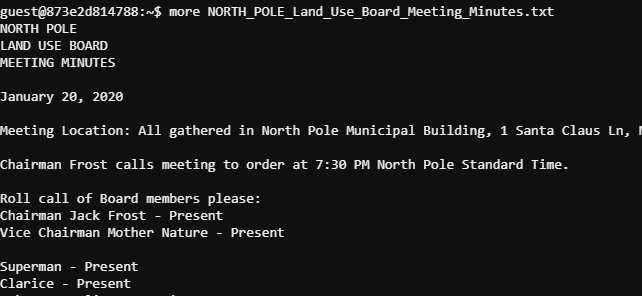 guest@873e2d814788:~$ more NORTH_POLE_Land_Use_Board_Meeting_Minutes.txt
NORTH POLE
LAND USE BOARD
MEETING MINUTES
January 20, 2020
Meeting Location: All gathered in North Pole Municipal Building, 1 Santa Claus Ln,
Chairman Frost calls meeting to order at 7:30 PM North Pole Standard Time.
Roll call of Board members please:
Chairman Jack Frost - Present
Vice Chairman Mother Nature - Present
Superman - Present
Clarice - Present